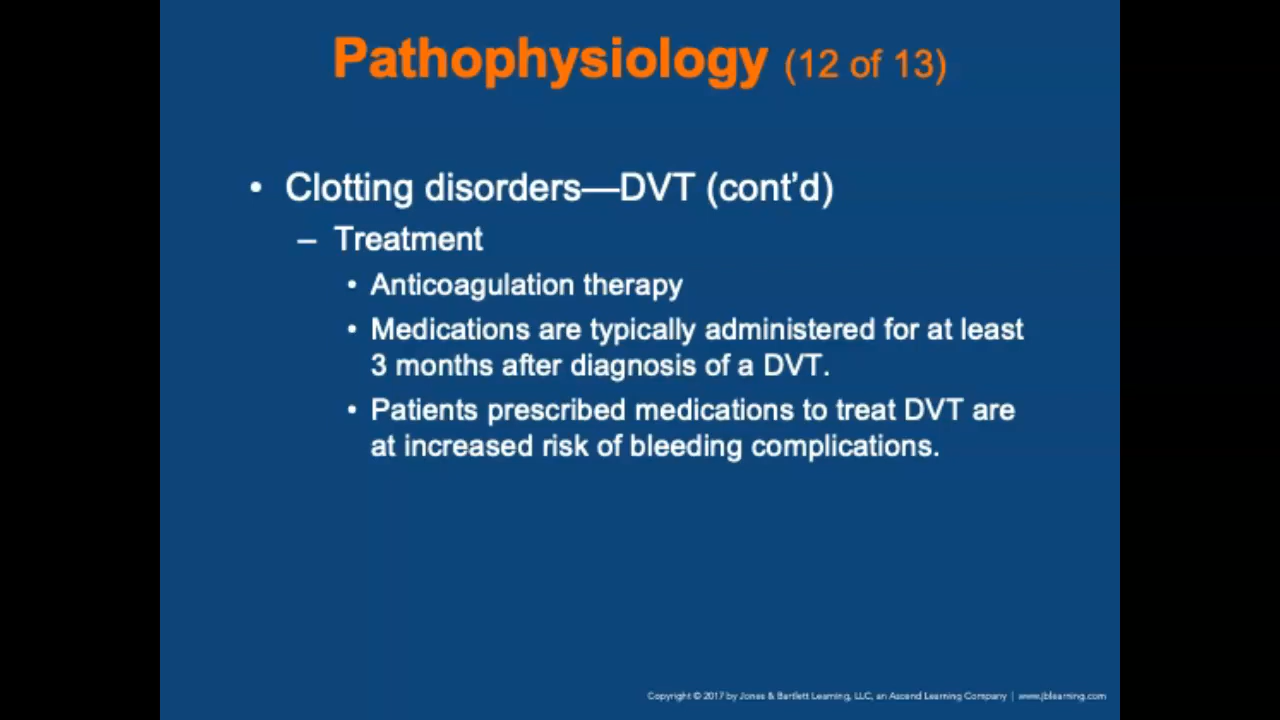 Pathophysiology (12 of 13)
• Clotting disorders—DVT (cont’d)
– Treatment
• Anticoagulation therapy
• Medications are typically administered for at least
3 months after diagnosis of a DVT.
• Patients prescribed medications to treat DVT are
at increased risk of bleeding complications.
Copyright © 2017 by Jones & Bartlett Learning, LLC, an Ascend Learning Company | www.jblearning.com